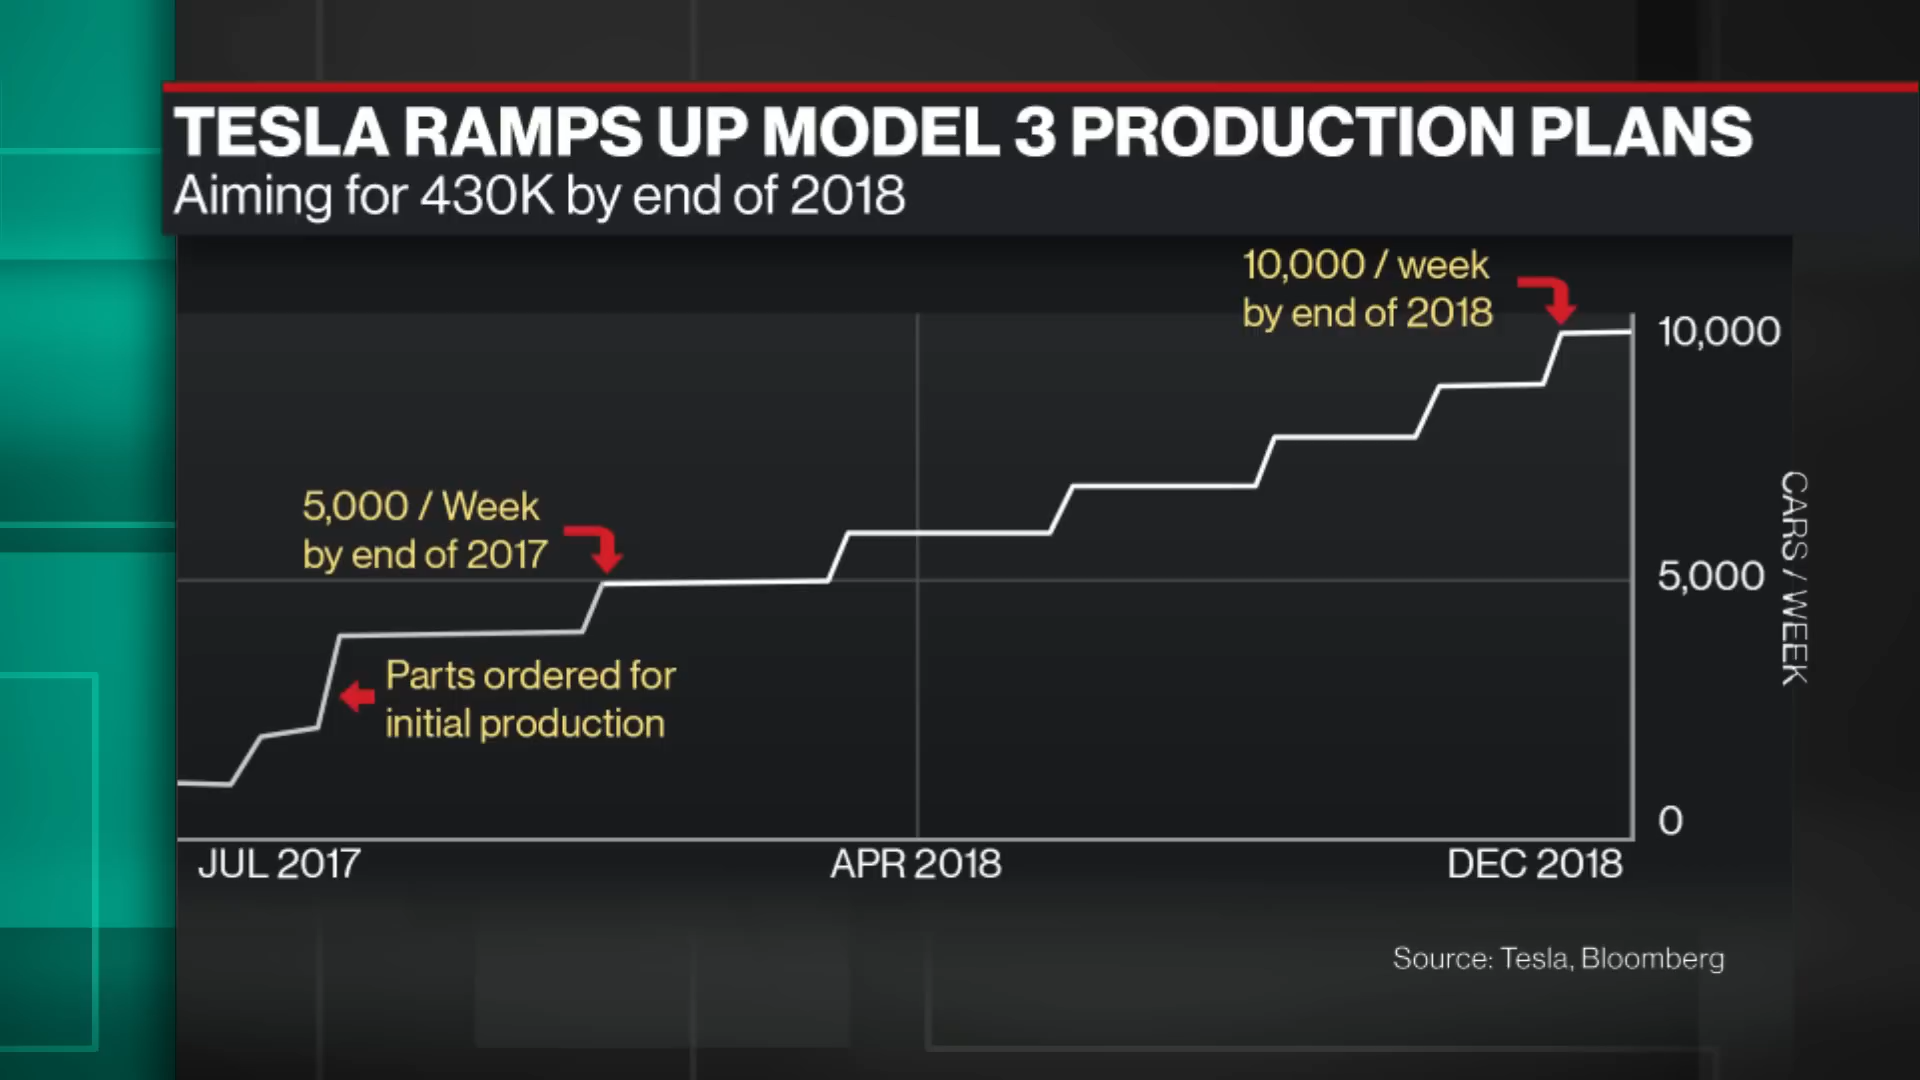 TESLA RAMPS UP MODEL 3 PRODUCTION PLANS
Aiming for 430K by end of 2018
10,000 / week
by end of 2018
10,000
5,000 / Week
by end of 2017
5,000
CARS / WEEK
Parts ordered for
initial production
0
JUL 2017
APR 2018
DEC 2018
Source: Tesla, Bloomberg